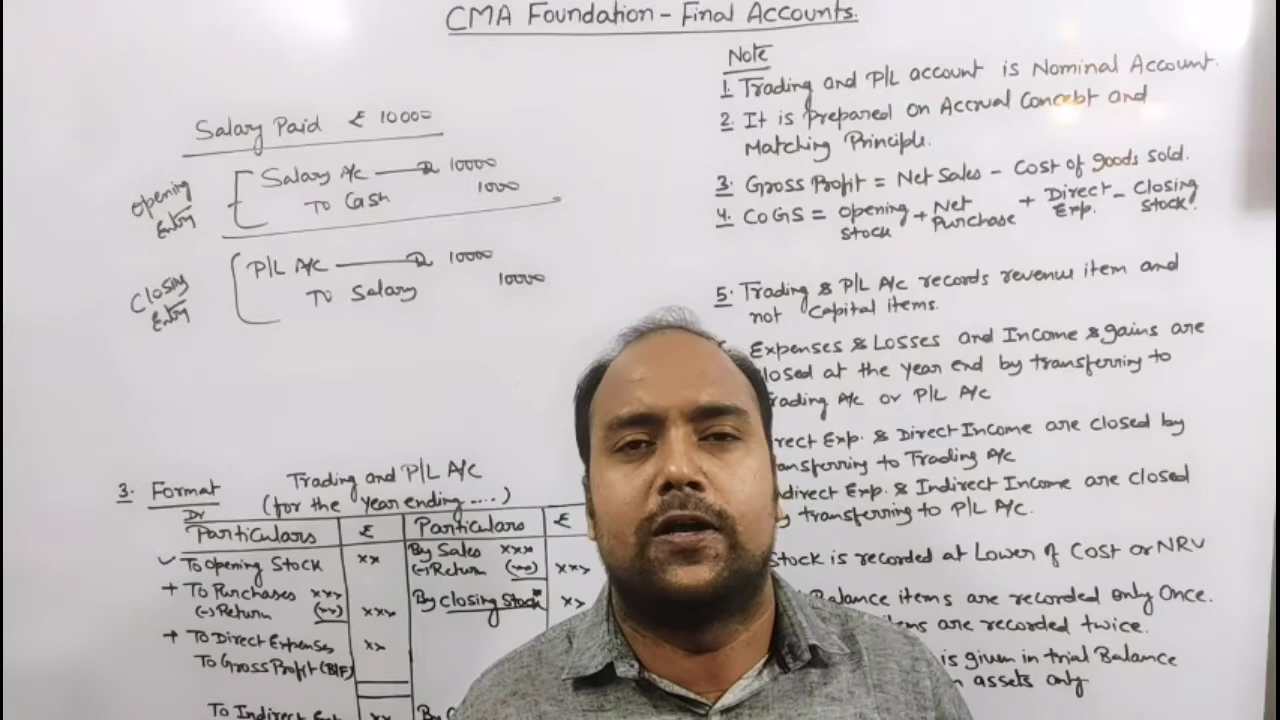 CMA Foundation - Final Accounts.
Salary Paid ₹ 10000
Opening
Entry
Salary A/c Dr 10000
To Cash 1000
Closing
Entry
P/L A/c Dr 10000
To Salary 10000
3. Format
Trading and P/L A/c
(for the Year ending ....)
Dr
Particulars ₹ Particulars ₹
To Opening Stock xx
+ To Purchases xxx
(-) Return (xx) xxx
+ To Direct Expenses xx
To Gross Profit (B/F)
To Indirect xx
By Sales xxx
(-) Return (xx) xxx
By Closing Stock xx
By
Note
1. Trading and P/L account is Nominal Account.
2. It is prepared on Accrual Concept and
Matching Principle.
3. Gross Profit = Net Sales - Cost of goods sold.
4. COGS = Opening Stock + Net Purchase + Direct Exp. - Closing Stock.
5. Trading & P/L A/c records revenue item and
not Capital items.
Expenses & Losses and Income & gains are
losed at the year end by transferring to
rading A/c or P/L A/c
rect Exp. & Direct Income are closed by
ansferring to Trading A/c
direct Exp. & Indirect Income are closed
y transferring to P/L A/c.
Stock is recorded at Lower of Cost or NRV
Balance items are recorded only Once.
ems are recorded twice.
is given in trial Balance
assets only